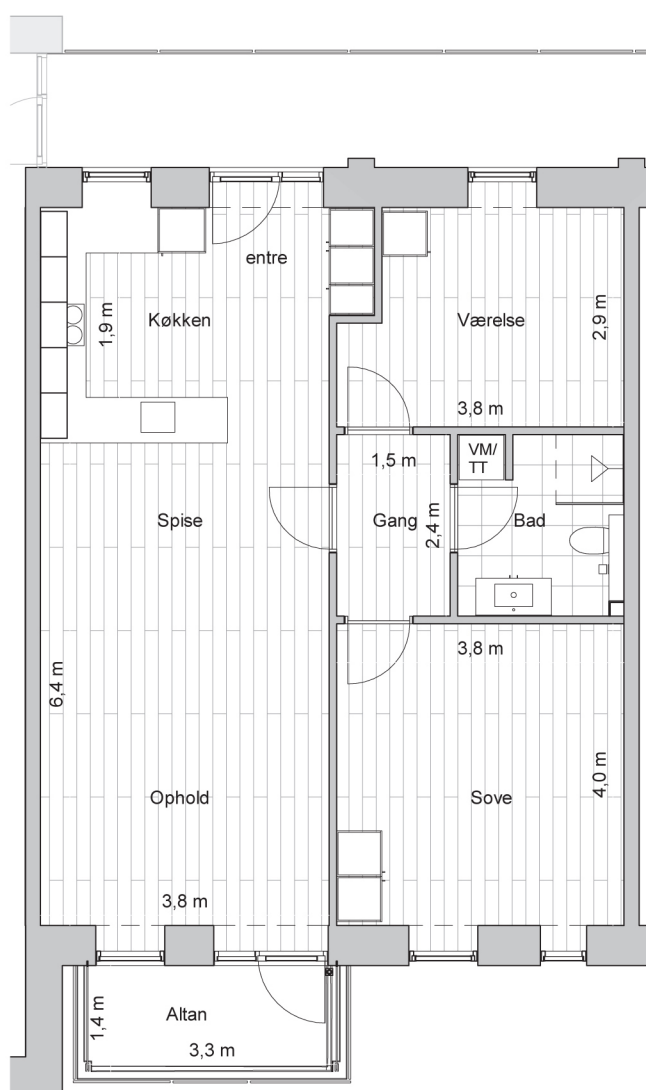 entre
1,9 m
Køkken
Værelse
2,9 m
3,8 m
VM/
TT
1,5 m
Spise
Gang
2,4 m
Bad
3,8 m
6,4 m
Ophold
Sove
4,0 m
3,8 m
1,4 m
Altan
3,3 m